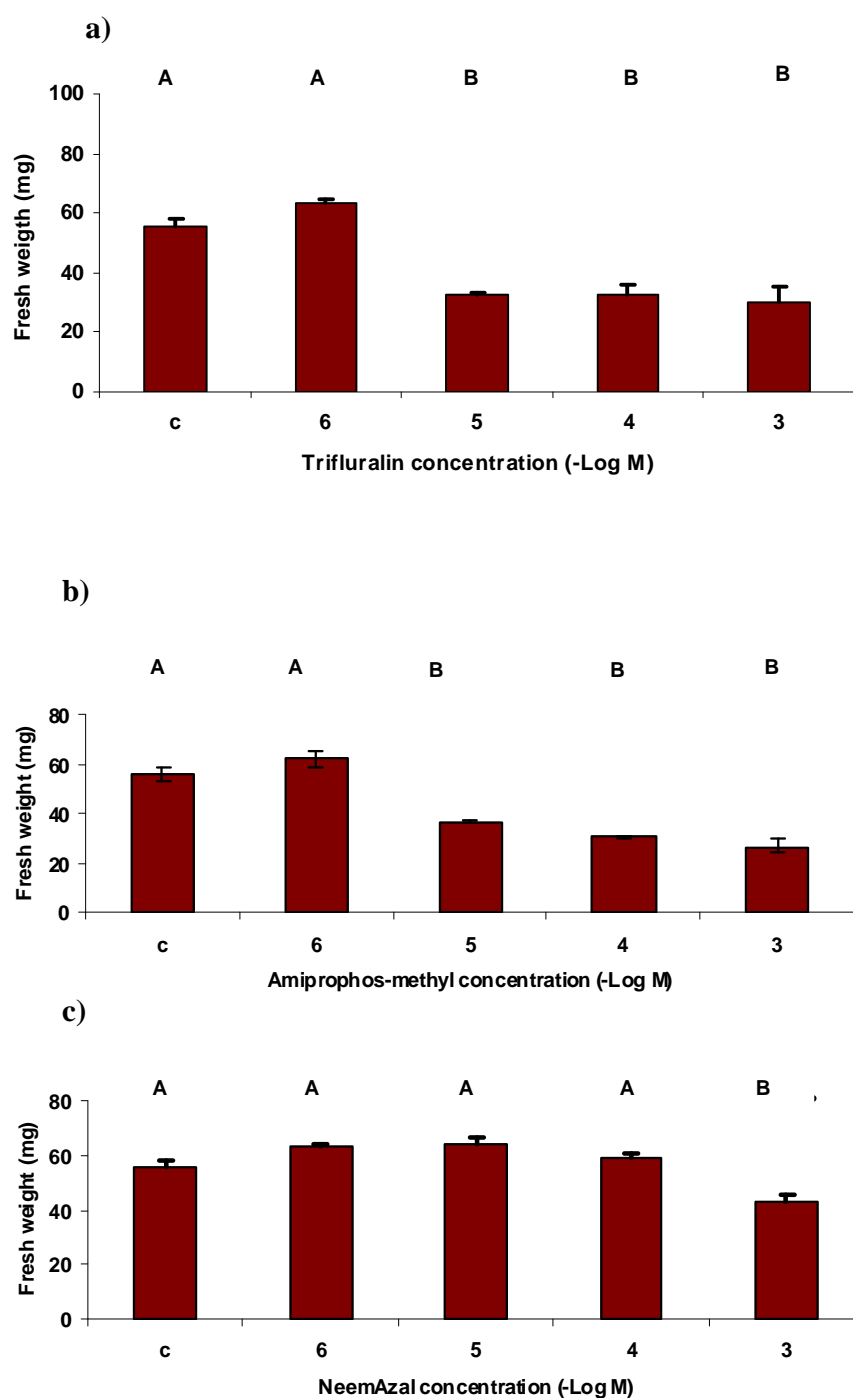 a)
A A B B B
100
80
60
40
20
0
Fresh weigth (mg)
c 6 5 4 3
Trifluralin concentration (-Log M)
b)
A A B B B
80
60
40
20
0
Fresh weight (mg)
c 6 5 4 3
Amiprophos-methyl concentration (-Log M)
c)
A A A A B
80
60
40
20
0
Fresh weight (mg)
c 6 5 4 3
NeemAzal concentration (-Log M)